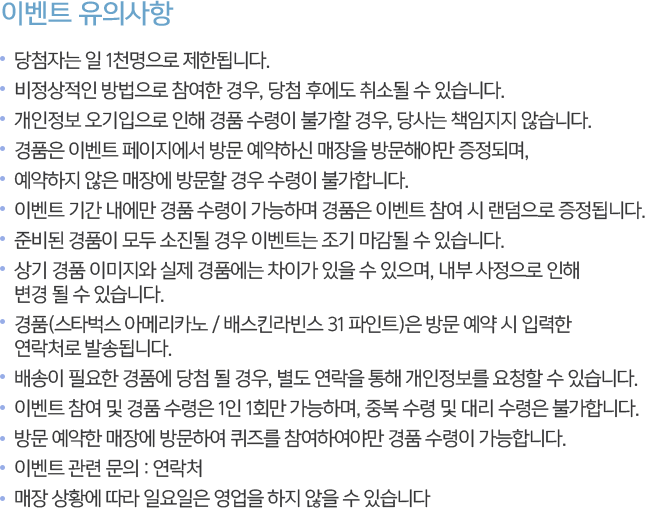 이벤트 유의사항
• 당첨자는 일 1천명으로 제한됩니다.
• 비정상적인 방법으로 참여한 경우, 당첨 후에도 취소될 수 있습니다.
• 개인정보 오기입으로 인해 경품 수령이 불가할 경우, 당사는 책임지지 않습니다.
• 경품은 이벤트 페이지에서 방문 예약하신 매장을 방문해야만 증정되며,
• 예약하지 않은 매장에 방문할 경우 수령이 불가합니다.
• 이벤트 기간 내에만 경품 수령이 가능하며 경품은 이벤트 참여 시 랜덤으로 증정됩니다.
• 준비된 경품이 모두 소진될 경우 이벤트는 조기 마감될 수 있습니다.
• 상기 경품 이미지와 실제 경품에는 차이가 있을 수 있으며, 내부 사정으로 인해
변경 될 수 있습니다.
• 경품(스타벅스 아메리카노 / 배스킨라빈스 31 파인트)은 방문 예약 시 입력한
연락처로 발송됩니다.
• 배송이 필요한 경품에 당첨 될 경우, 별도 연락을 통해 개인정보를 요청할 수 있습니다.
• 이벤트 참여 및 경품 수령은 1인 1회만 가능하며, 중복 수령 및 대리 수령은 불가합니다.
• 방문 예약한 매장에 방문하여 퀴즈를 참여하여야만 경품 수령이 가능합니다.
• 이벤트 관련 문의 : 연락처
• 매장 상황에 따라 일요일은 영업을 하지 않을 수 있습니다